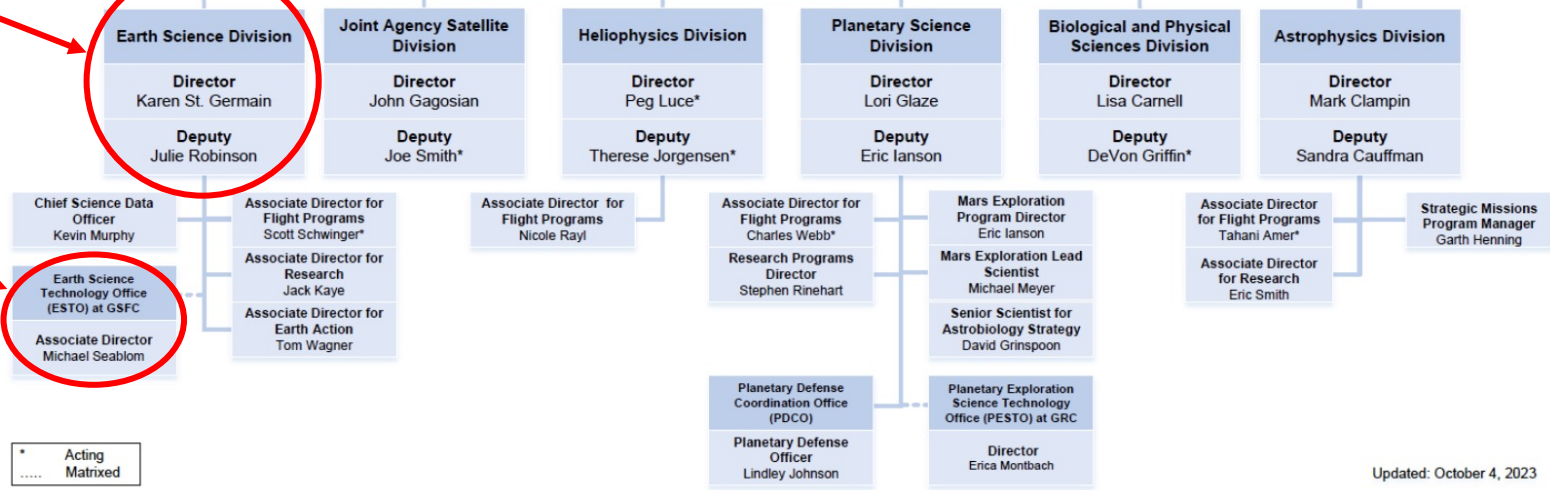 Earth Science Division
Director
Karen St. Germain
Deputy
Julie Robinson
Joint Agency Satellite
Division
Director
John Gagosian
Deputy
Joe Smith*
Heliophysics Division
Director
Peg Luce*
Deputy
Therese Jorgensen*
Planetary Science
Division
Director
Lori Glaze
Deputy
Eric Ianson
Biological and Physical
Sciences Division
Director
Lisa Carnell
Deputy
DeVon Griffin*
Astrophysics Division
Director
Mark Clampin
Deputy
Sandra Cauffman
Chief Science Data
Officer
Kevin Murphy
Earth Science
Technology Office
(ESTO) at GSFC
Associate Director
Michael Seablom
Associate Director for
Flight Programs
Scott Schwinger*
Associate Director for
Research
Jack Kaye
Associate Director for
Earth Action
Tom Wagner
Associate Director for
Flight Programs
Nicole Rayl
Associate Director for
Flight Programs
Charles Webb*
Research Programs
Director
Stephen Rinehart
Mars Exploration
Program Director
Eric Ianson
Mars Exploration Lead
Scientist
Michael Meyer
Senior Scientist for
Astrobiology Strategy
David Grinspoon
Planetary Defense
Coordination Office
(PDCO)
Planetary Defense
Officer
Lindley Johnson
Planetary Exploration
Science Technology
Office (PESTO) at GRC
Director
Erica Montbach
Associate Director
for Flight Programs
Tahani Amer*
Associate Director
for Research
Eric Smith
Strategic Missions
Program Manager
Garth Henning
* Acting
..... Matrixed
Updated: October 4, 2023